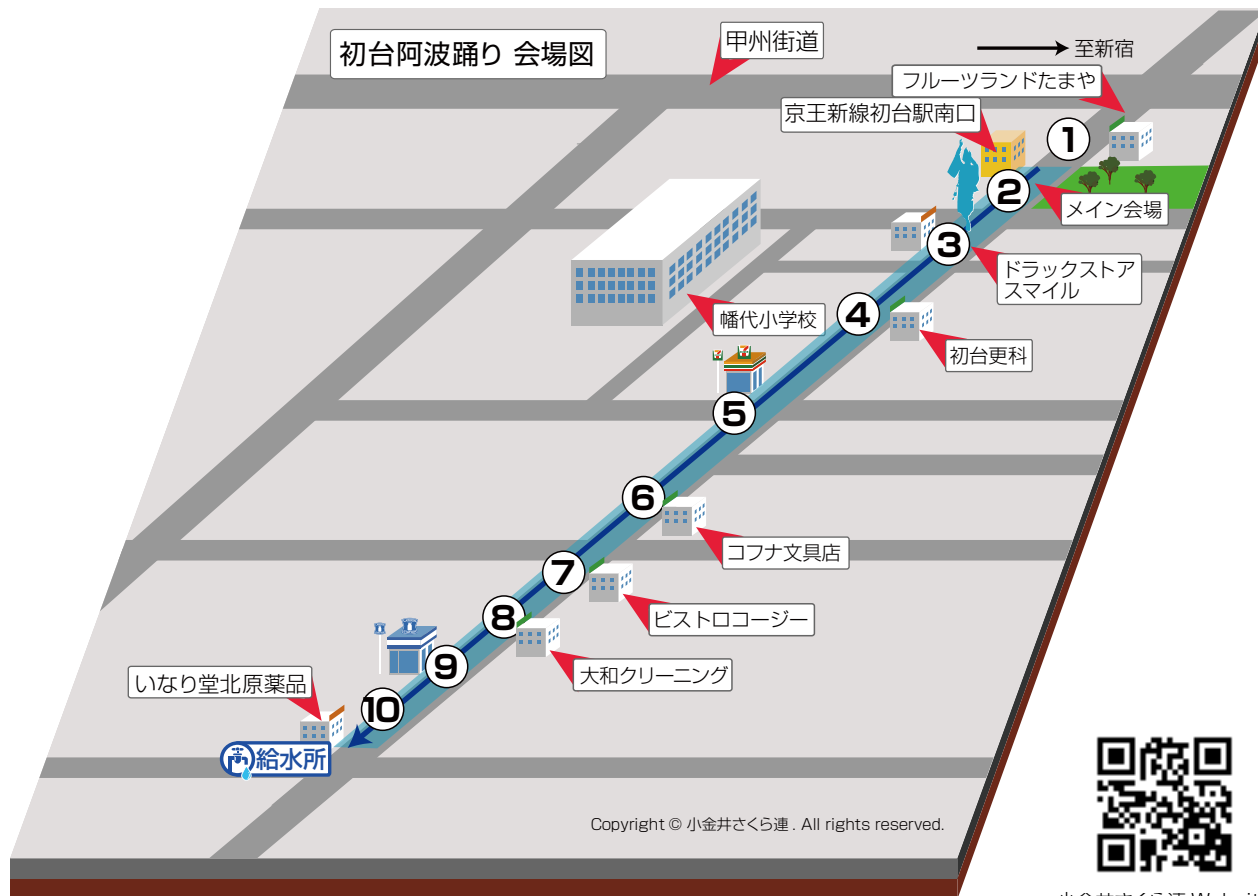 初台阿波踊り 会場図
甲州街道
至新宿
フルーツランドたまや
京王新線初台駅南口
1
2
メイン会場
3
ドラックストア
スマイル
4
幡代小学校
初台更科
7
7
5
6
コフナ文具店
7
ビストロコージー
8
大和クリーニング
9
いなり堂北原薬品
10
給水所
Copyright © 小金井さくら連 . All rights reserved.